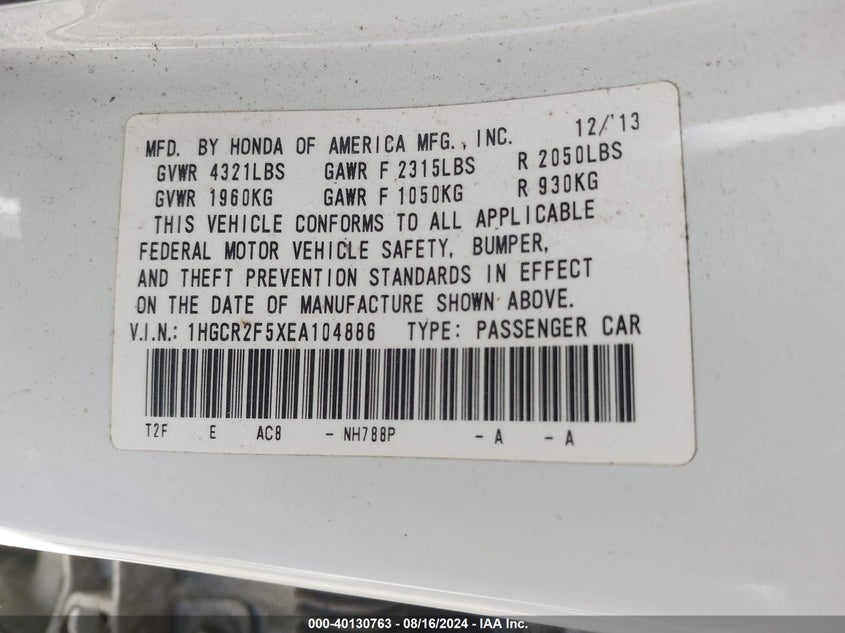 MFD. BY HONDA OF AMERICA MFG., INC. 12/'13
GVWR 4321LBS GAWR F 2315LBS R 2050LBS
GVWR 1960KG GAWR F 1050KG R 930KG
THIS VEHICLE CONFORMS TO ALL APPLICABLE
FEDERAL MOTOR VEHICLE SAFETY, BUMPER,
AND THEFT PREVENTION STANDARDS IN EFFECT
ON THE DATE OF MANUFACTURE SHOWN ABOVE.
V.I.N.: 1HGCR2F5XEA104886 TYPE: PASSENGER CAR
T2F E AC8 - NH788P - A - A
000-40130763 - 08/16/2024 - IAA Inc.